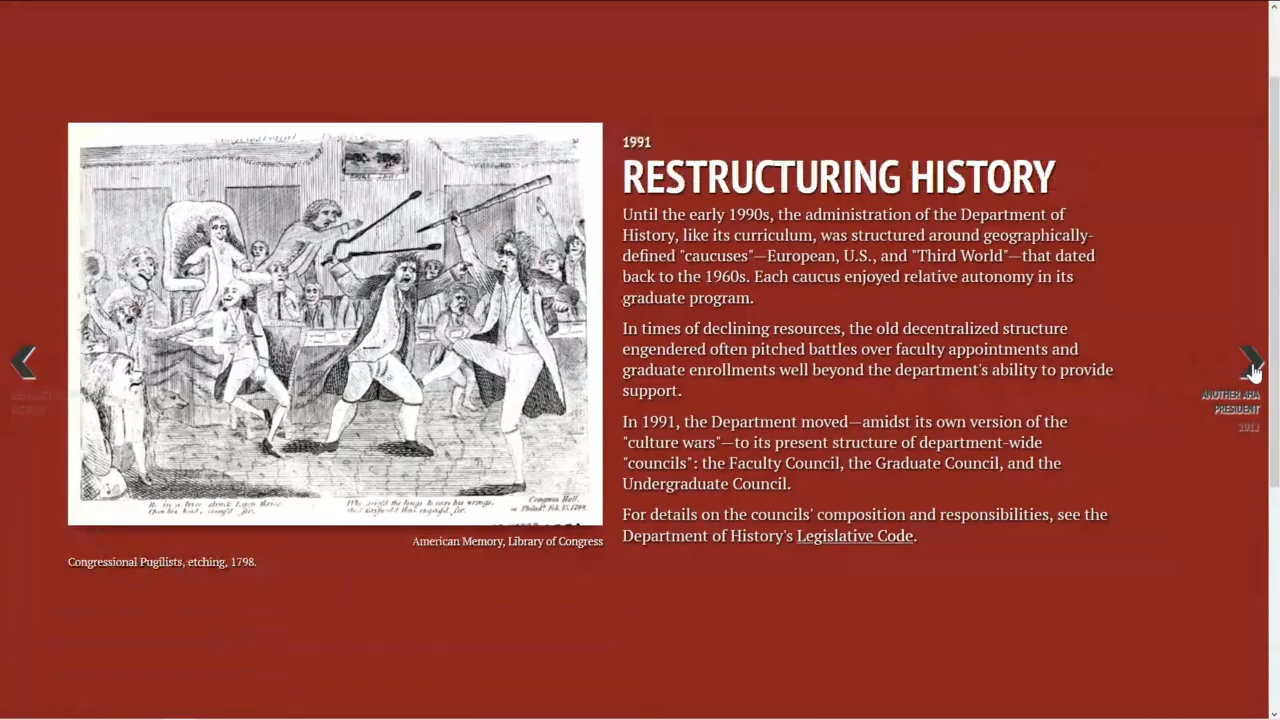 1991
RESTRUCTURING HISTORY
Until the early 1990s, the administration of the Department of
History, like its curriculum, was structured around geographically-
defined "caucuses"—European, U.S., and "Third World"—that dated
back to the 1960s. Each caucus enjoyed relative autonomy in its
graduate program.
In times of declining resources, the old decentralized structure
engendered often pitched battles over faculty appointments and
graduate enrollments well beyond the department's ability to provide
support.
In 1991, the Department moved—amidst its own version of the
"culture wars"—to its present structure of department-wide
"councils": the Faculty Council, the Graduate Council, and the
Undergraduate Council.
For details on the councils' composition and responsibilities, see the
Department of History's Legislative Code.
Congress Hall,
American Memory, Library of Congress
Congressional Pugilists, etching, 1798.
ANOTHER AHA
PRESIDENT
2012